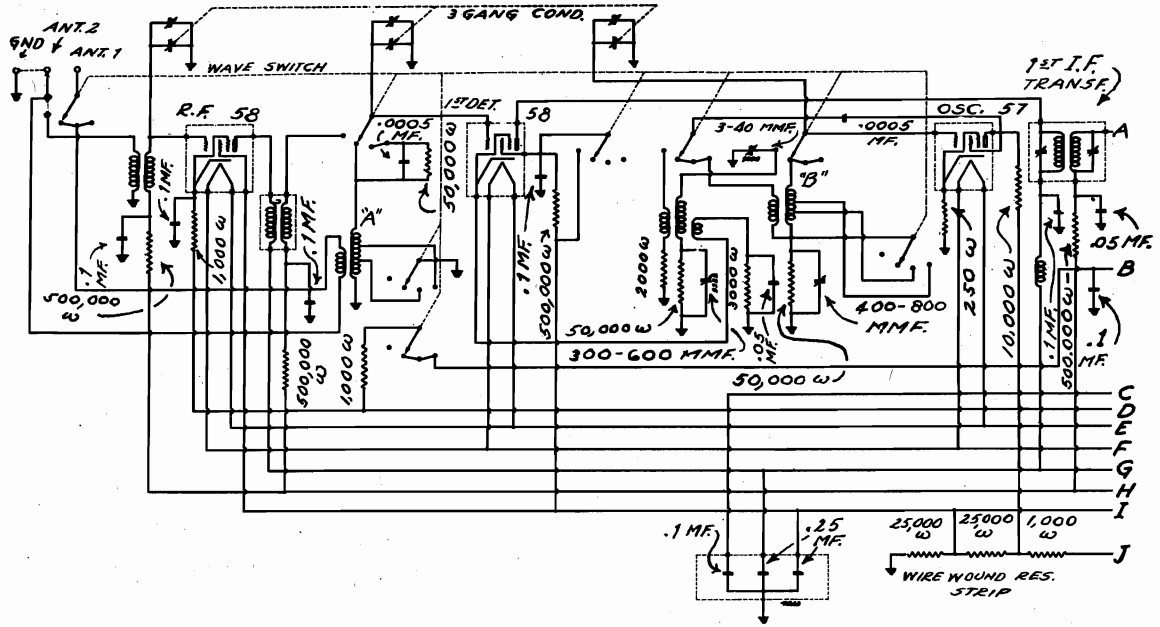 3 GANG COND.
ANT. 2
GND
ANT. 1
WAVE SWITCH
1ST I.F.
TRANSF.
R.F. 58
1ST DET.
58
OSC. 57
.0005
MF.
50,000 ω
3-40 MMF.
.0005
MF.
A
"B"
.1 MF.
"A"
.1
MF.
1,000 ω
.1 MF.
500,000
ω
.1 MF.
500,000 ω
2000 ω
3000 ω
250 ω
10,000 ω
.05 MF.
B
400-800
MMF.
50,000 ω
300-600 MMF.
.05
MF.
50,000 ω
.1 MF.
500,000 ω
.1
MF.
500,000
ω
1,000 ω
C
D
E
F
G
H
I
.1 MF.
.25
MF.
25,000
ω
25,000
ω
1,000
ω
J
WIRE WOUND RES.
STRIP